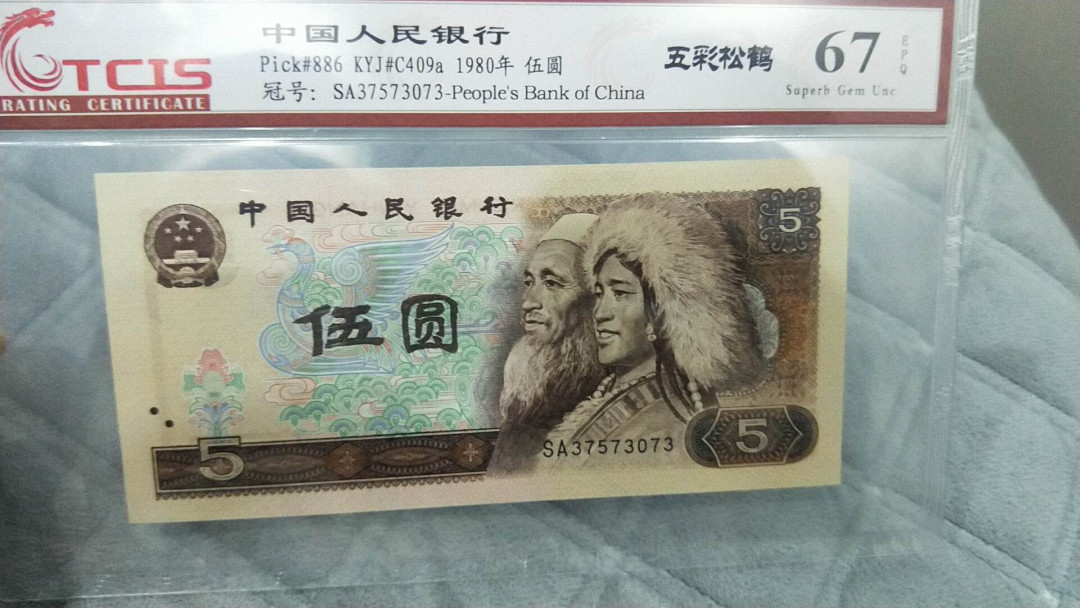 TCIS
RATING CERTIFICATE
中国人民银行
Pick#886 KYJ#C409a 1980年 伍圆
冠号: SA37573073-People's Bank of China
五彩松鹤
67
EPQ
Superb Gem Unc
中国人民银行
5
伍圆
5
SA37573073
5